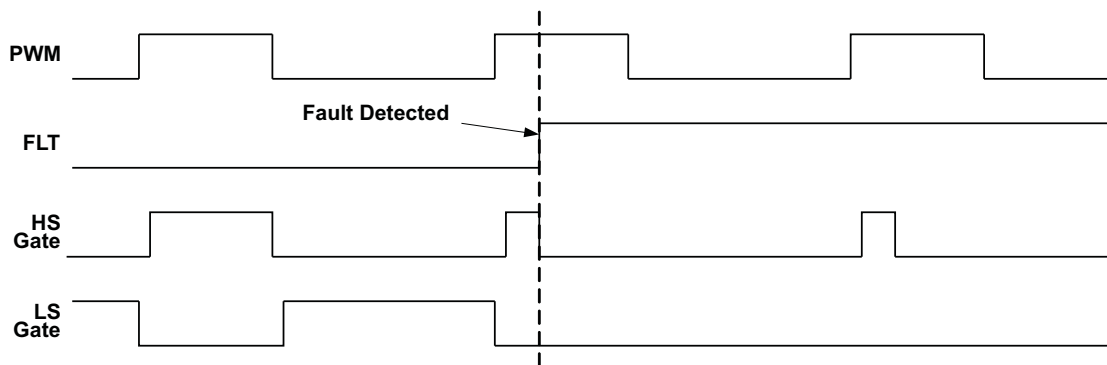 PWM
Fault Detected
FLT
HS
Gate
LS
Gate